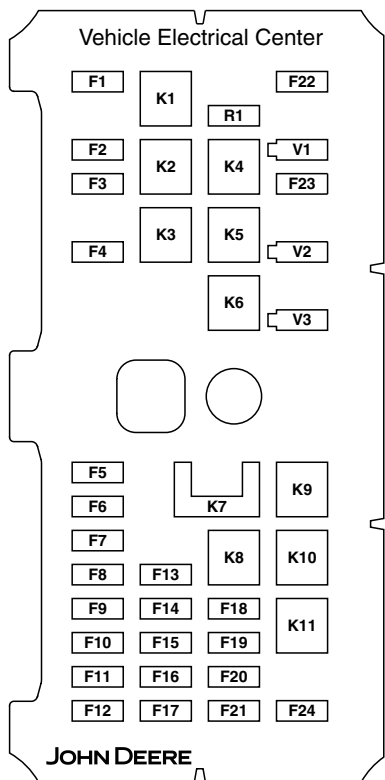 Vehicle Electrical Center
F1 K1 F22
R1
F2 K2 K4 V1
F3 F23
K3 K5
F4 V2
K6
V3
F5 K9
F6 K7
F7
K8 K10
F8 F13
F9 F14 F18
K11
F10 F15 F19
F11 F16 F20
F12 F17 F21 F24
JOHN DEERE